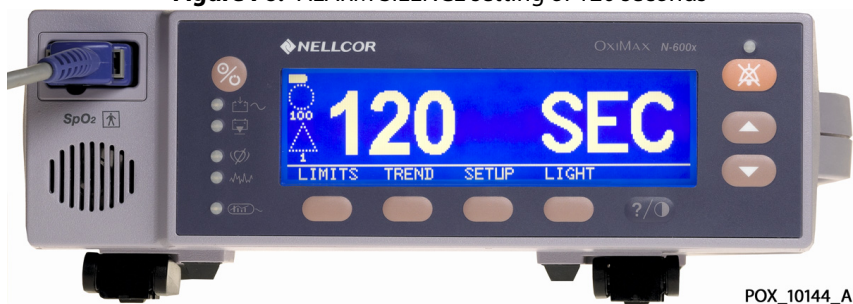 NELLCOR
OXIMAX N-600x
SpO2
100
120 SEC
1
LIMITS TREND SETUP LIGHT
?/
POX_10144_A